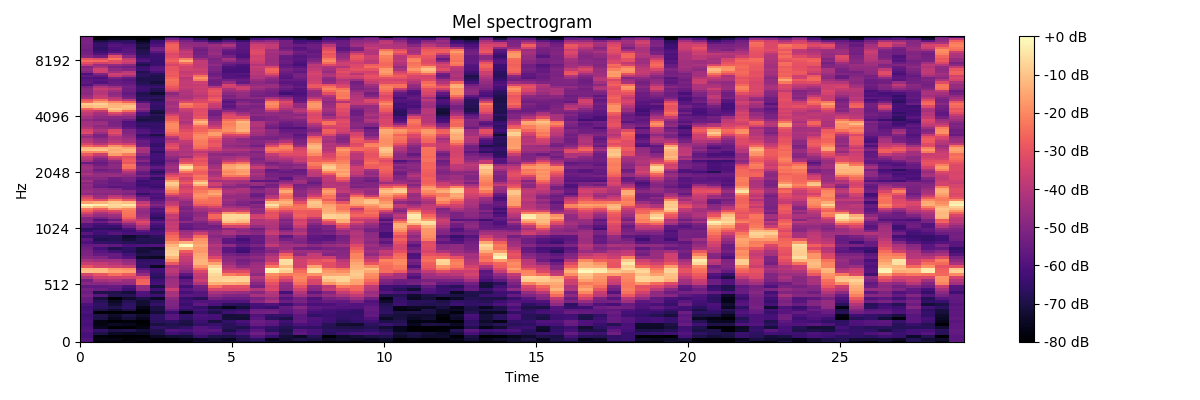 Mel spectrogram
8192
4096
2048
1024
512
0
Hz
0 5 10 15 20 25
Time
+0 dB
-10 dB
-20 dB
-30 dB
-40 dB
-50 dB
-60 dB
-70 dB
-80 dB